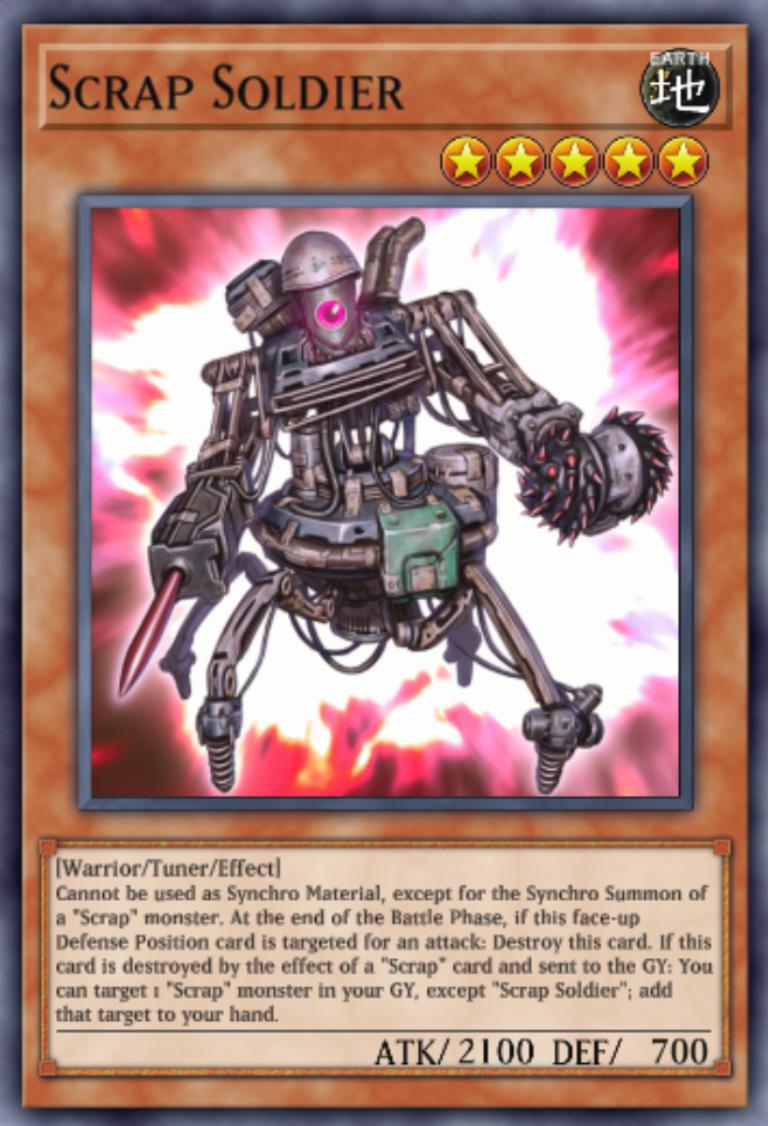 Scrap Soldier
EARTH
地
[Warrior/Tuner/Effect]
Cannot be used as Synchro Material, except for the Synchro Summon of
a "Scrap" monster. At the end of the Battle Phase, if this face-up
Defense Position card is targeted for an attack: Destroy this card. If this
card is destroyed by the effect of a "Scrap" card and sent to the GY: You
can target 1 "Scrap" monster in your GY, except "Scrap Soldier"; add
that target to your hand.
ATK/ 2100 DEF/ 700